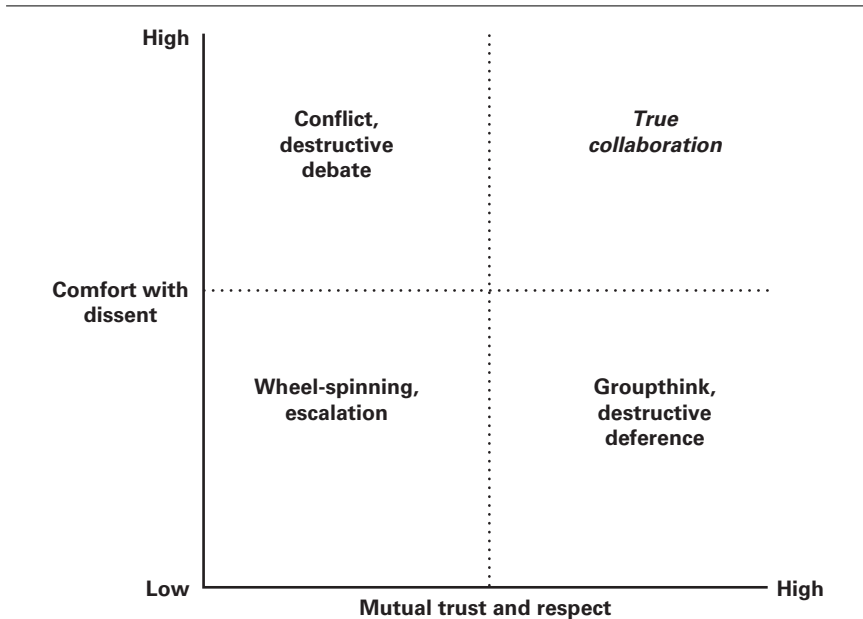 High
Conflict,
destructive
debate
True
collaboration
Comfort with
dissent
Wheel-spinning,
escalation
Groupthink,
destructive
deference
Low
High
Mutual trust and respect